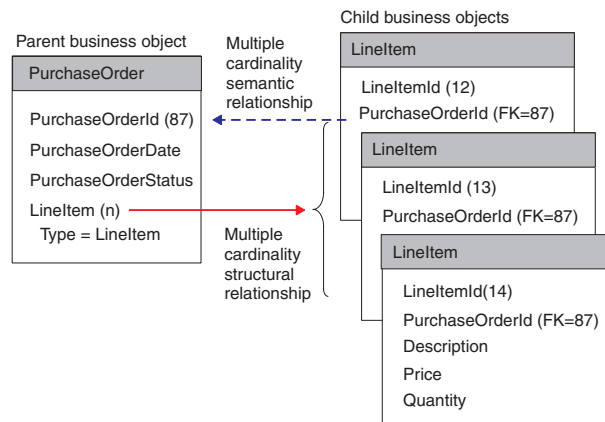 Parent business object
PurchaseOrder
PurchaseOrderId (87)
PurchaseOrderDate
PurchaseOrderStatus
LineItem (n)
Type = LineItem
Multiple
cardinality
semantic
relationship
Multiple
cardinality
structural
relationship
Child business objects
LineItem
LineItemId (12)
PurchaseOrderId (FK=87)
LineItem
LineItemId (13)
PurchaseOrderId (FK=87)
LineItem
LineItemId(14)
PurchaseOrderId (FK=87)
Description
Price
Quantity